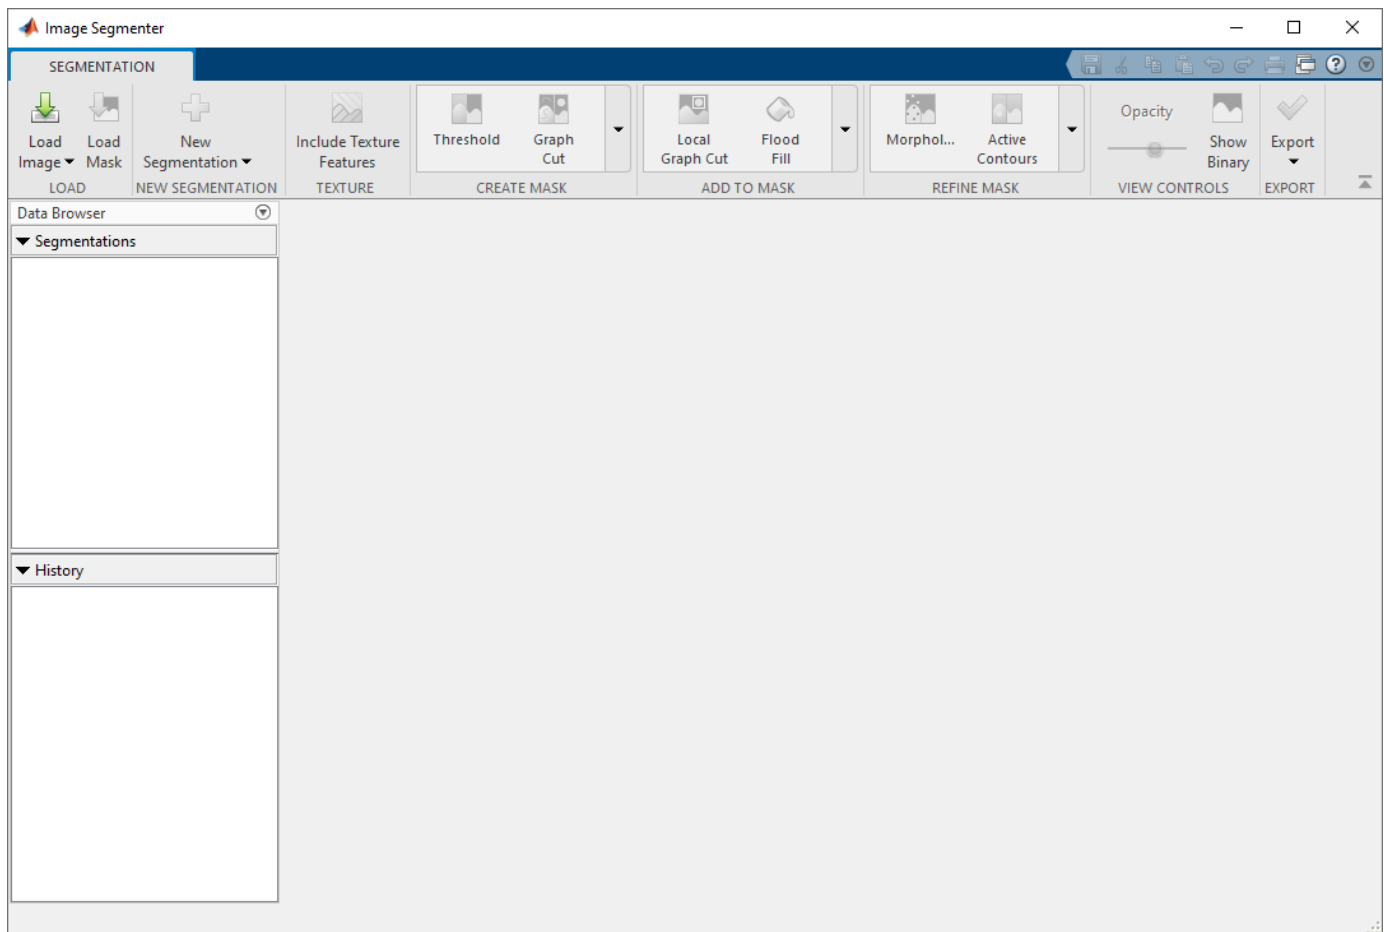 Image Segmenter
SEGMENTATION
Load Image
Load Mask
New Segmentation
Include Texture Features
Threshold
Graph Cut
Local Graph Cut
Flood Fill
Morphol...
Active Contours
Opacity
Show Binary
Export
LOAD
NEW SEGMENTATION
TEXTURE
CREATE MASK
ADD TO MASK
REFINE MASK
VIEW CONTROLS
EXPORT
Data Browser
Segmentations
History